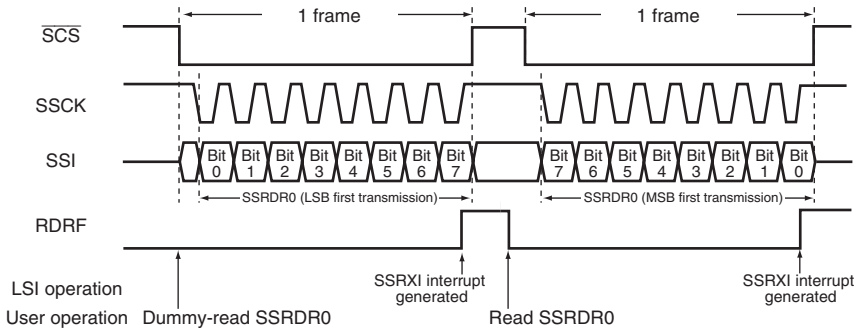 1 frame 1 frame
SCS
SSCK
SSI Bit 0 Bit 1 Bit 2 Bit 3 Bit 4 Bit 5 Bit 6 Bit 7 Bit 7 Bit 6 Bit 5 Bit 4 Bit 3 Bit 2 Bit 1 Bit 0
SSRDR0 (LSB first transmission) SSRDR0 (MSB first transmission)
RDRF
LSI operation SSRXI interrupt generated SSRXI interrupt generated
User operation Dummy-read SSRDR0 Read SSRDR0